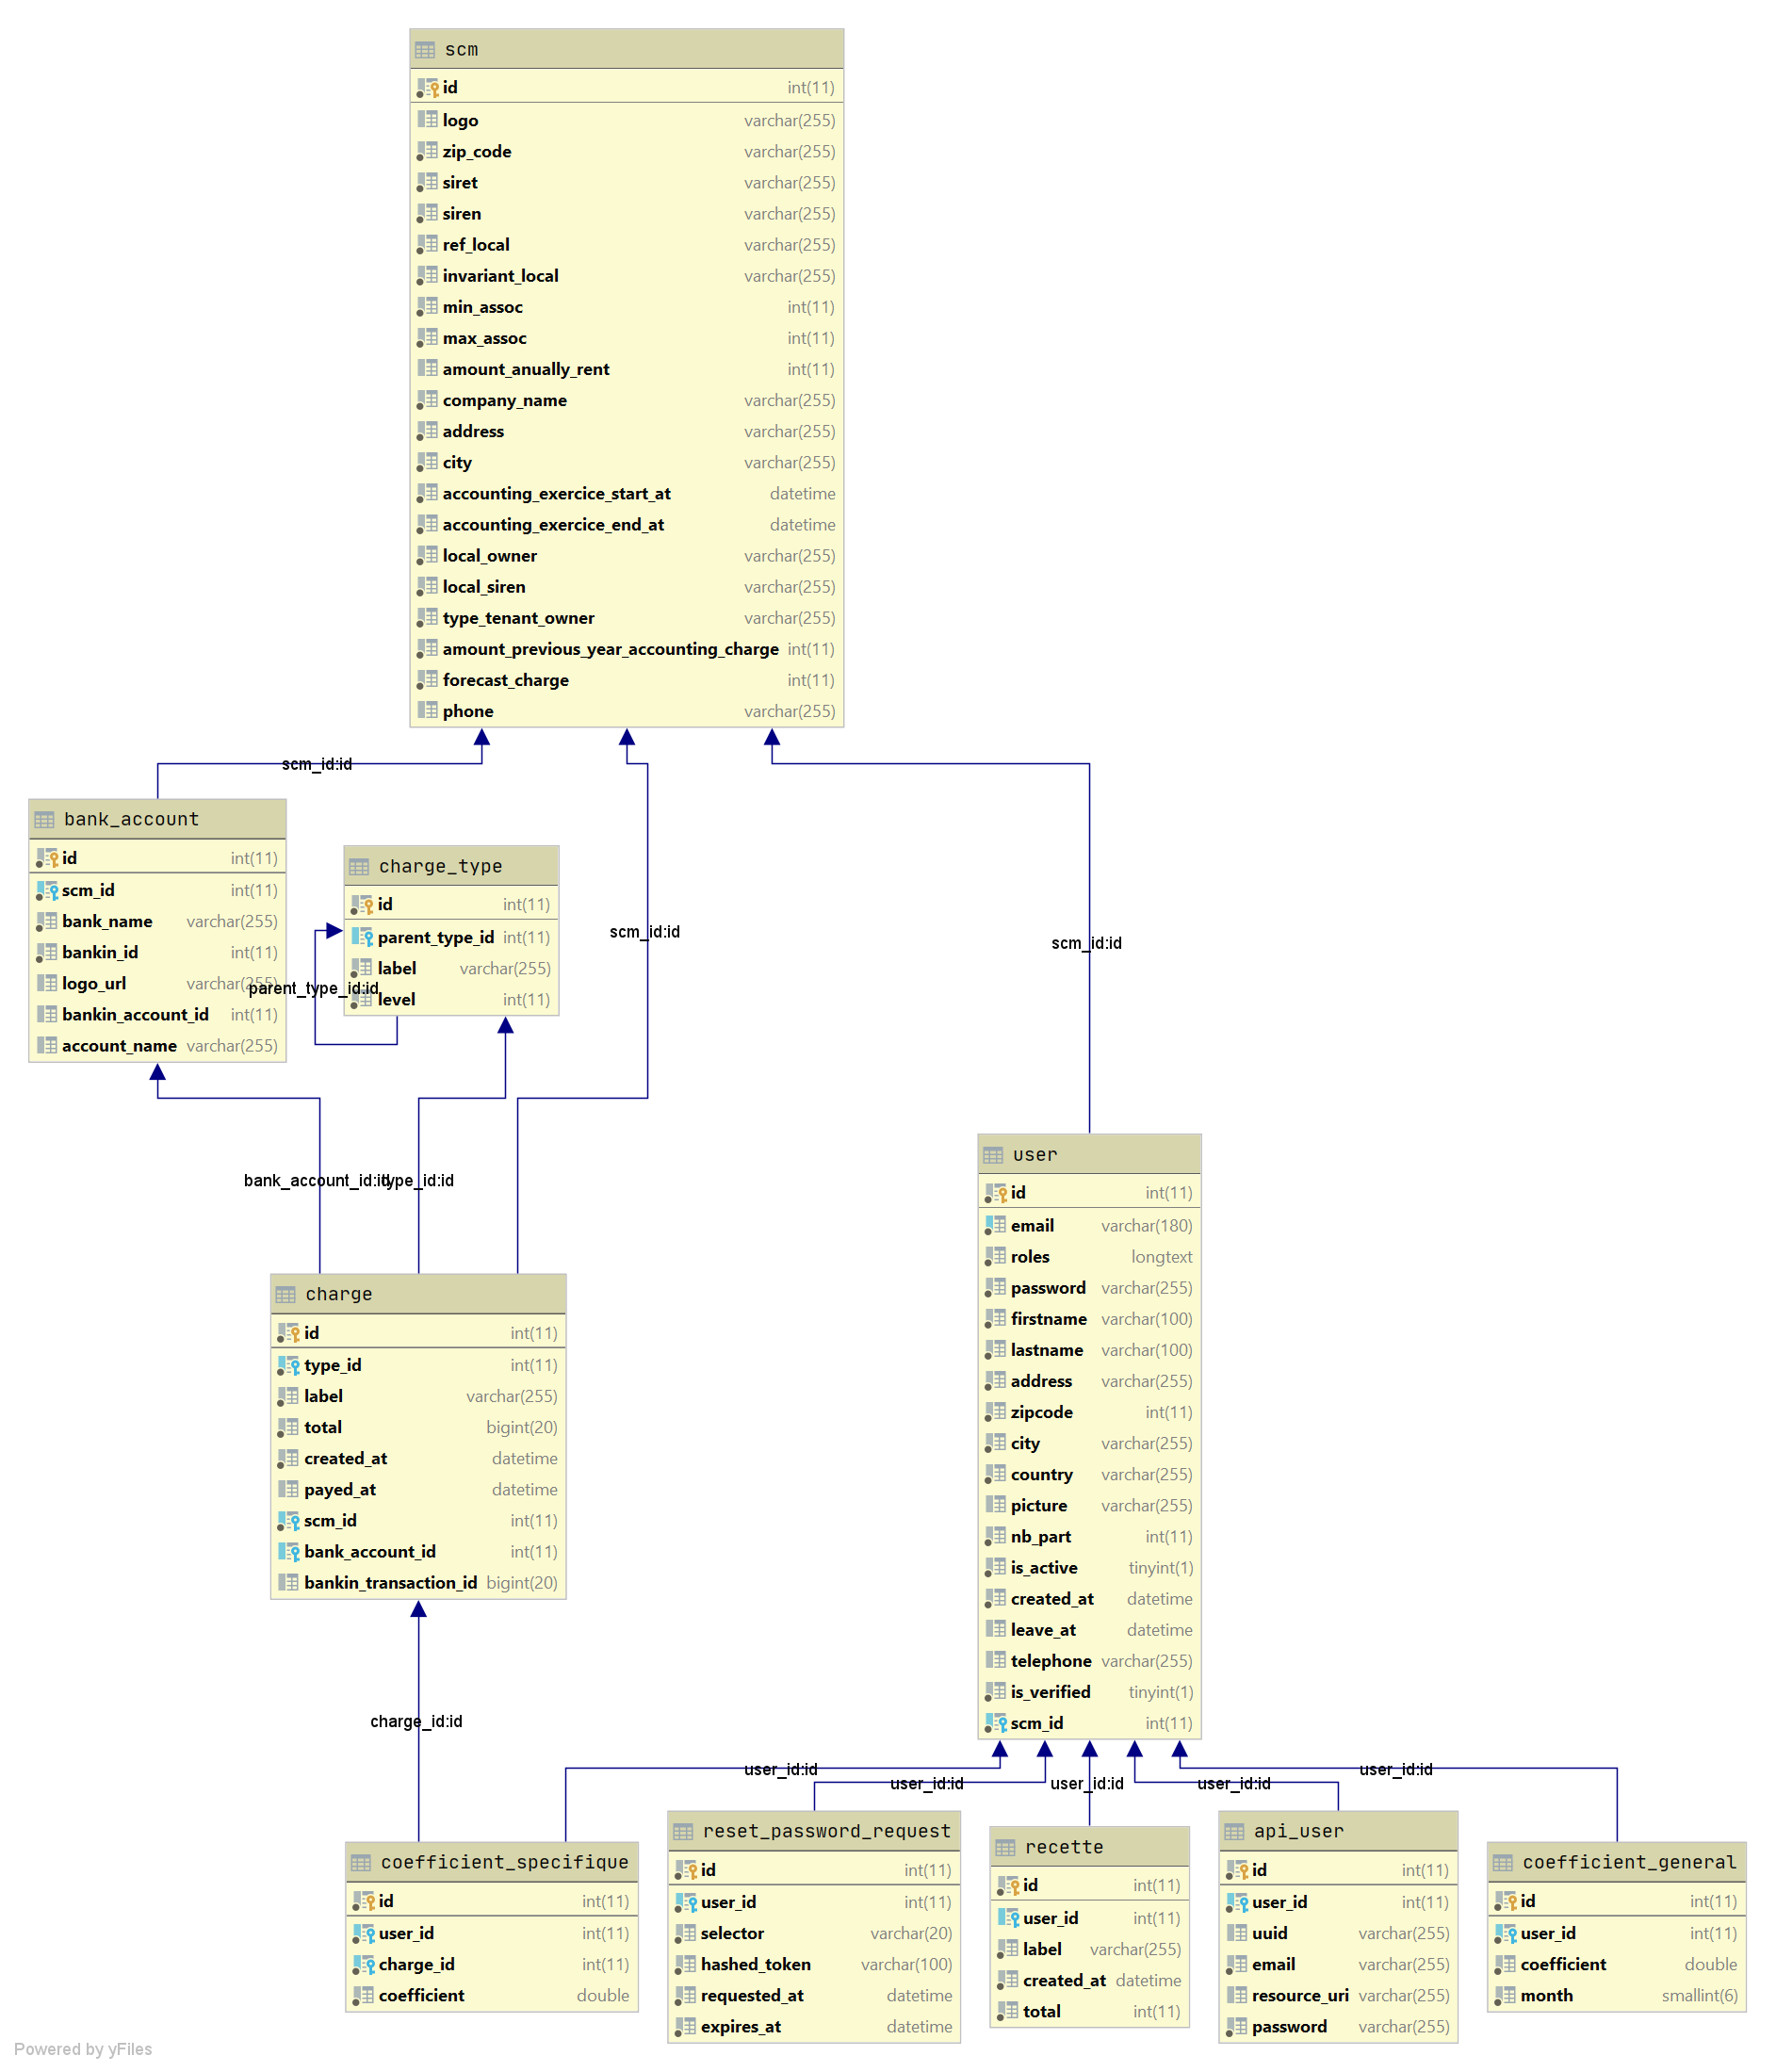 scm
id int(11)
logo varchar(255)
zip_code varchar(255)
siret varchar(255)
siren varchar(255)
ref_local varchar(255)
invariant_local varchar(255)
min_assoc int(11)
max_assoc int(11)
amount_anually_rent int(11)
company_name varchar(255)
address varchar(255)
city varchar(255)
accounting_exercice_start_at datetime
accounting_exercice_end_at datetime
local_owner varchar(255)
local_siren varchar(255)
type_tenant_owner varchar(255)
amount_previous_year_accounting_charge int(11)
forecast_charge int(11)
phone varchar(255)
scm_id:id
scm_id:id
scm_id:id
bank_account
id int(11)
scm_id int(11)
bank_name varchar(255)
bankin_id int(11)
logo_url varchar(255)
bankin_account_id int(11)
account_name varchar(255)
charge_type
id int(11)
parent_type_id int(11)
label varchar(255)
level int(11)
parent_type_id:id
bank_account_id:id
type_id:id
charge
id int(11)
type_id int(11)
label varchar(255)
total bigint(20)
created_at datetime
payed_at datetime
scm_id int(11)
bank_account_id int(11)
bankin_transaction_id bigint(20)
user
id int(11)
email varchar(180)
roles longtext
password varchar(255)
firstname varchar(100)
lastname varchar(100)
address varchar(255)
zipcode int(11)
city varchar(255)
country varchar(255)
picture varchar(255)
nb_part int(11)
is_active tinyint(1)
created_at datetime
leave_at datetime
telephone varchar(255)
is_verified tinyint(1)
scm_id int(11)
charge_id:id
user_id:id
user_id:id
user_id:id
user_id:id
user_id:id
coefficient_specifique
id int(11)
user_id int(11)
charge_id int(11)
coefficient double
reset_password_request
id int(11)
user_id int(11)
selector varchar(20)
hashed_token varchar(100)
requested_at datetime
expires_at datetime
recette
id int(11)
user_id int(11)
label varchar(255)
created_at datetime
total int(11)
api_user
id int(11)
user_id int(11)
uuid varchar(255)
email varchar(255)
resource_uri varchar(255)
password varchar(255)
coefficient_general
id int(11)
user_id int(11)
coefficient double
month smallint(6)
Powered by yFiles